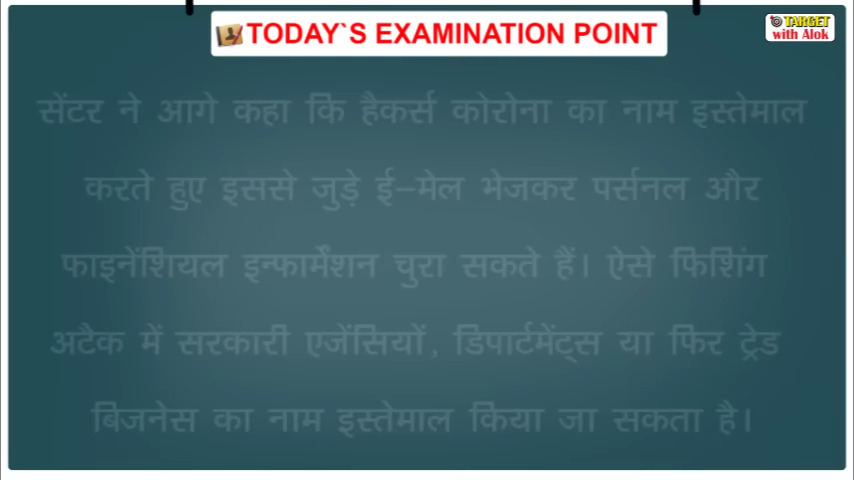 TODAY`S EXAMINATION POINT
TARGET
with Alok
सेंटर ने आगे कहा कि हैकर्स कोरोना का नाम इस्तेमाल
करते हुए इससे जुड़े ई–मेल भेजकर पर्सनल और
फाइनेंशियल इन्फार्मेंशन चुरा सकते हैं। ऐसे फिशिंग
अटैक में सरकारी एजेंसियों, डिपार्टमेंट्स या फिर ट्रेड
बिजनेस का नाम इस्तेमाल किया जा सकता है।